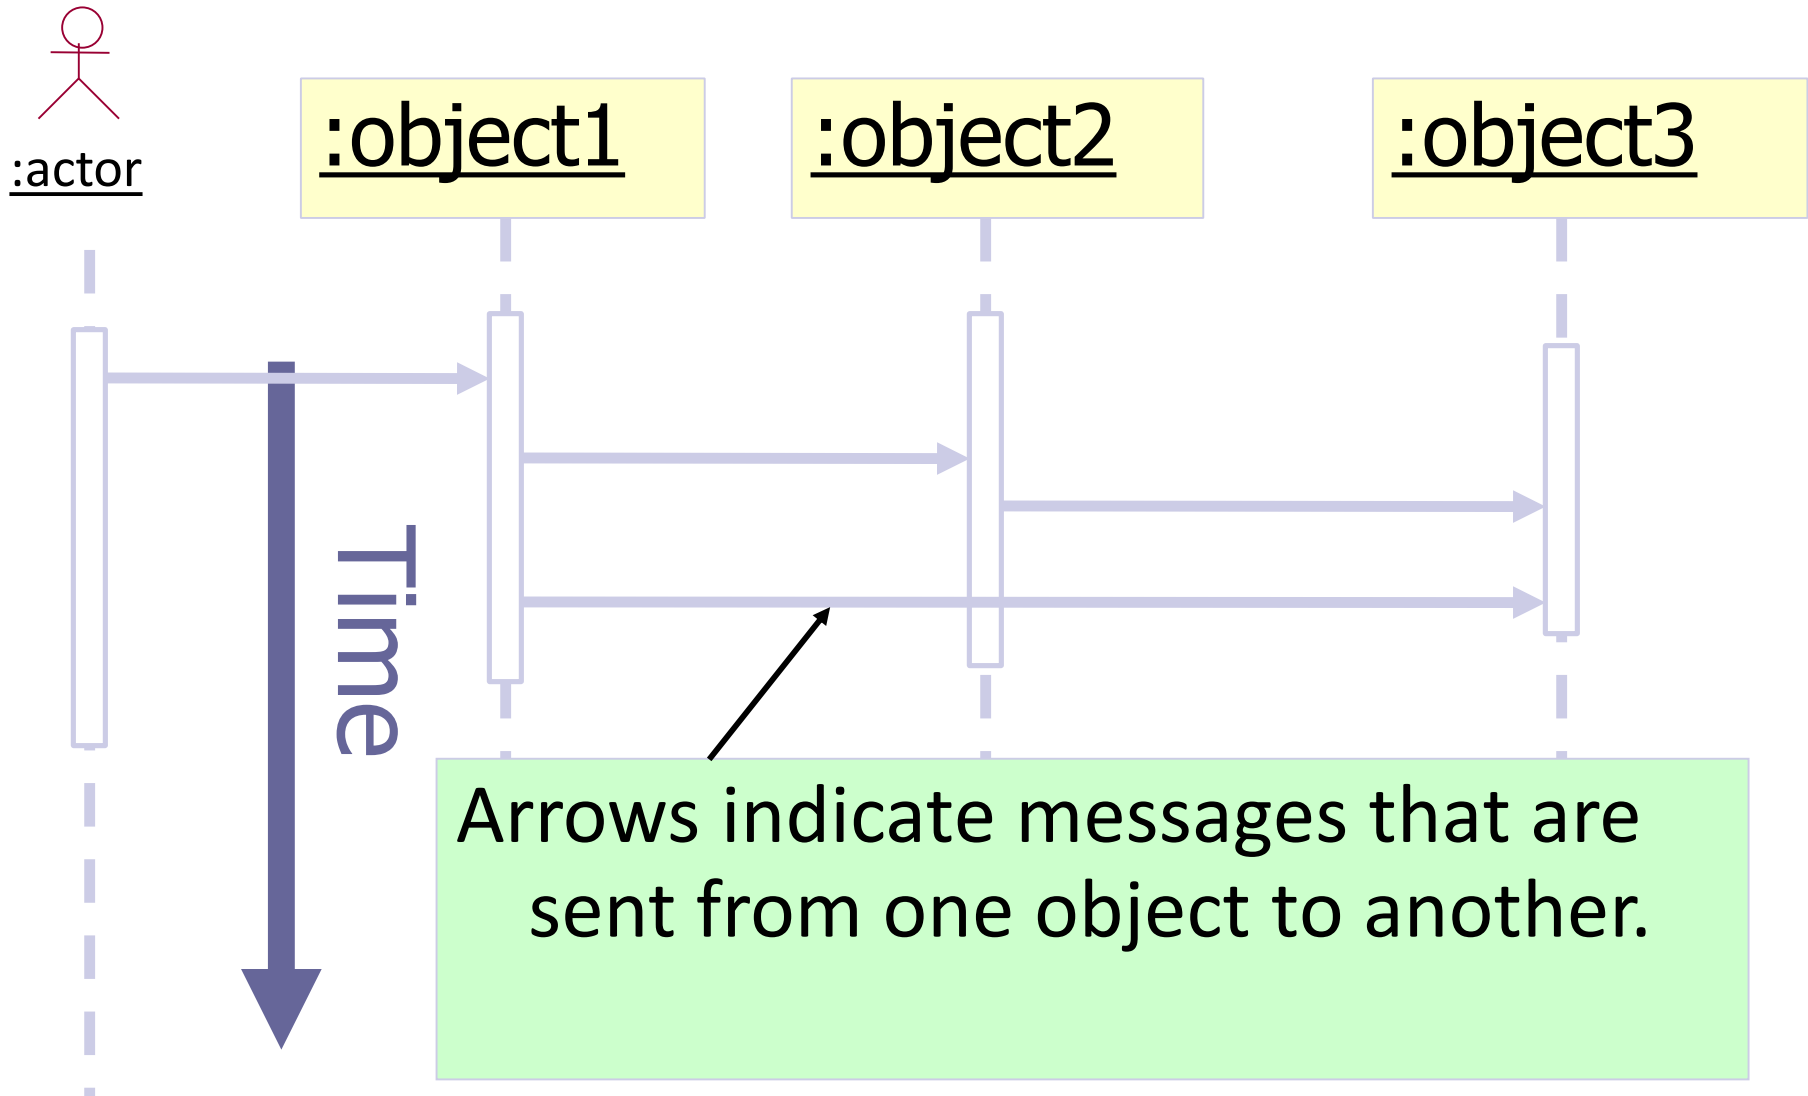 :actor
:object1
:object2
:object3
Time
Arrows indicate messages that are
sent from one object to another.